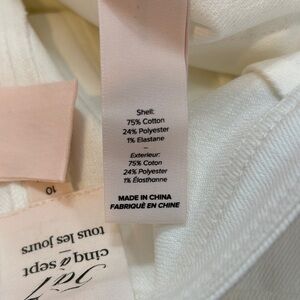 Shell:
75% Cotton
24% Polyester
1% Elastane
—
Exterieur:
75% Coton
24% Polyester
1% Élasthanne
MADE IN CHINA
FABRIQUÉ EN CHINE
10
cinq à sept
tous les jours